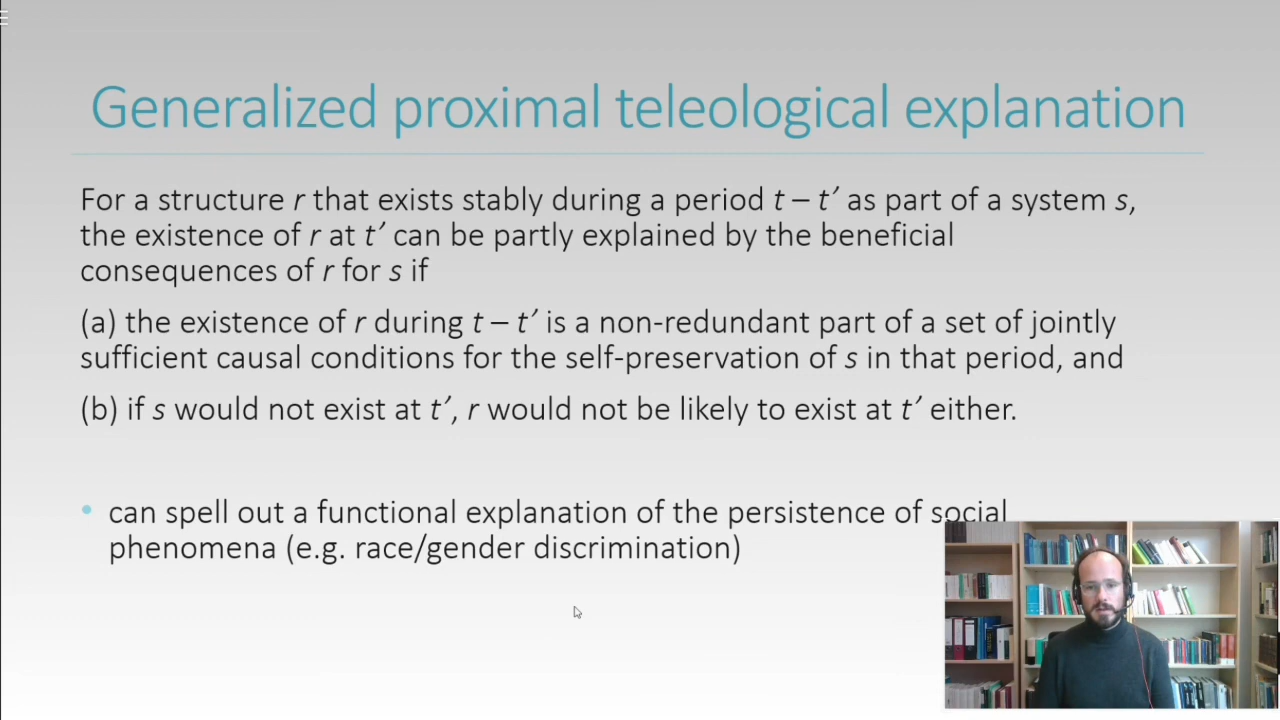 Generalized proximal teleological explanation
For a structure r that exists stably during a period t – t′ as part of a system s,
the existence of r at t′ can be partly explained by the beneficial
consequences of r for s if
(a) the existence of r during t – t′ is a non-redundant part of a set of jointly
sufficient causal conditions for the self-preservation of s in that period, and
(b) if s would not exist at t′, r would not be likely to exist at t′ either.
• can spell out a functional explanation of the persistence of social
phenomena (e.g. race/gender discrimination)